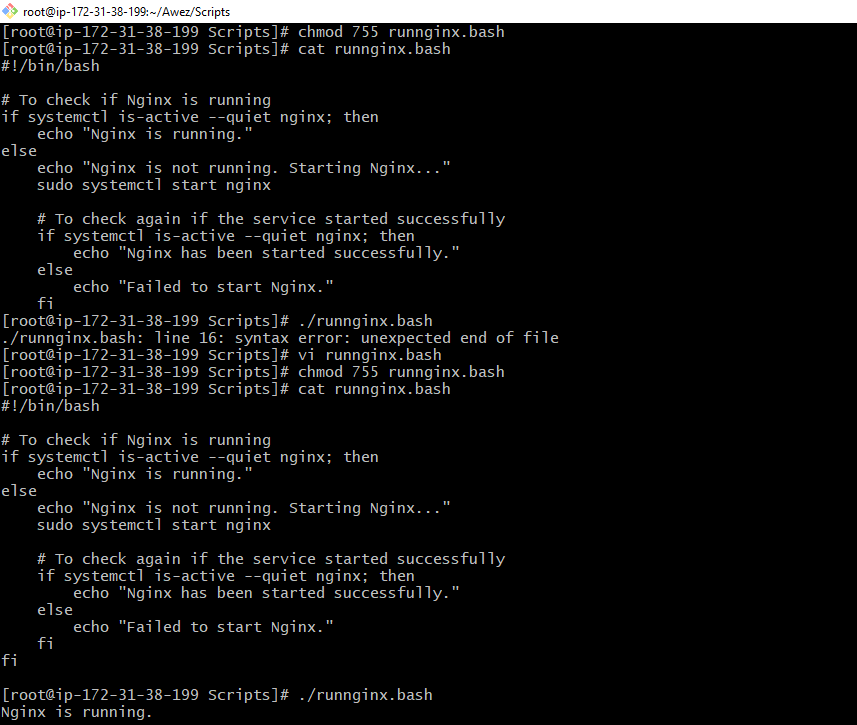 root@ip-172-31-38-199:~/Awez/Scripts
[root@ip-172-31-38-199 Scripts]# chmod 755 runnginx.bash
[root@ip-172-31-38-199 Scripts]# cat runnginx.bash
#!/bin/bash

# To check if Nginx is running
if systemctl is-active --quiet nginx; then
    echo "Nginx is running."
else
    echo "Nginx is not running. Starting Nginx..."
    sudo systemctl start nginx

    # To check again if the service started successfully
    if systemctl is-active --quiet nginx; then
        echo "Nginx has been started successfully."
    else
        echo "Failed to start Nginx."
    fi
[root@ip-172-31-38-199 Scripts]# ./runnginx.bash
./runnginx.bash: line 16: syntax error: unexpected end of file
[root@ip-172-31-38-199 Scripts]# vi runnginx.bash
[root@ip-172-31-38-199 Scripts]# chmod 755 runnginx.bash
[root@ip-172-31-38-199 Scripts]# cat runnginx.bash
#!/bin/bash

# To check if Nginx is running
if systemctl is-active --quiet nginx; then
    echo "Nginx is running."
else
    echo "Nginx is not running. Starting Nginx..."
    sudo systemctl start nginx

    # To check again if the service started successfully
    if systemctl is-active --quiet nginx; then
        echo "Nginx has been started successfully."
    else
        echo "Failed to start Nginx."
    fi
fi

[root@ip-172-31-38-199 Scripts]# ./runnginx.bash
Nginx is running.